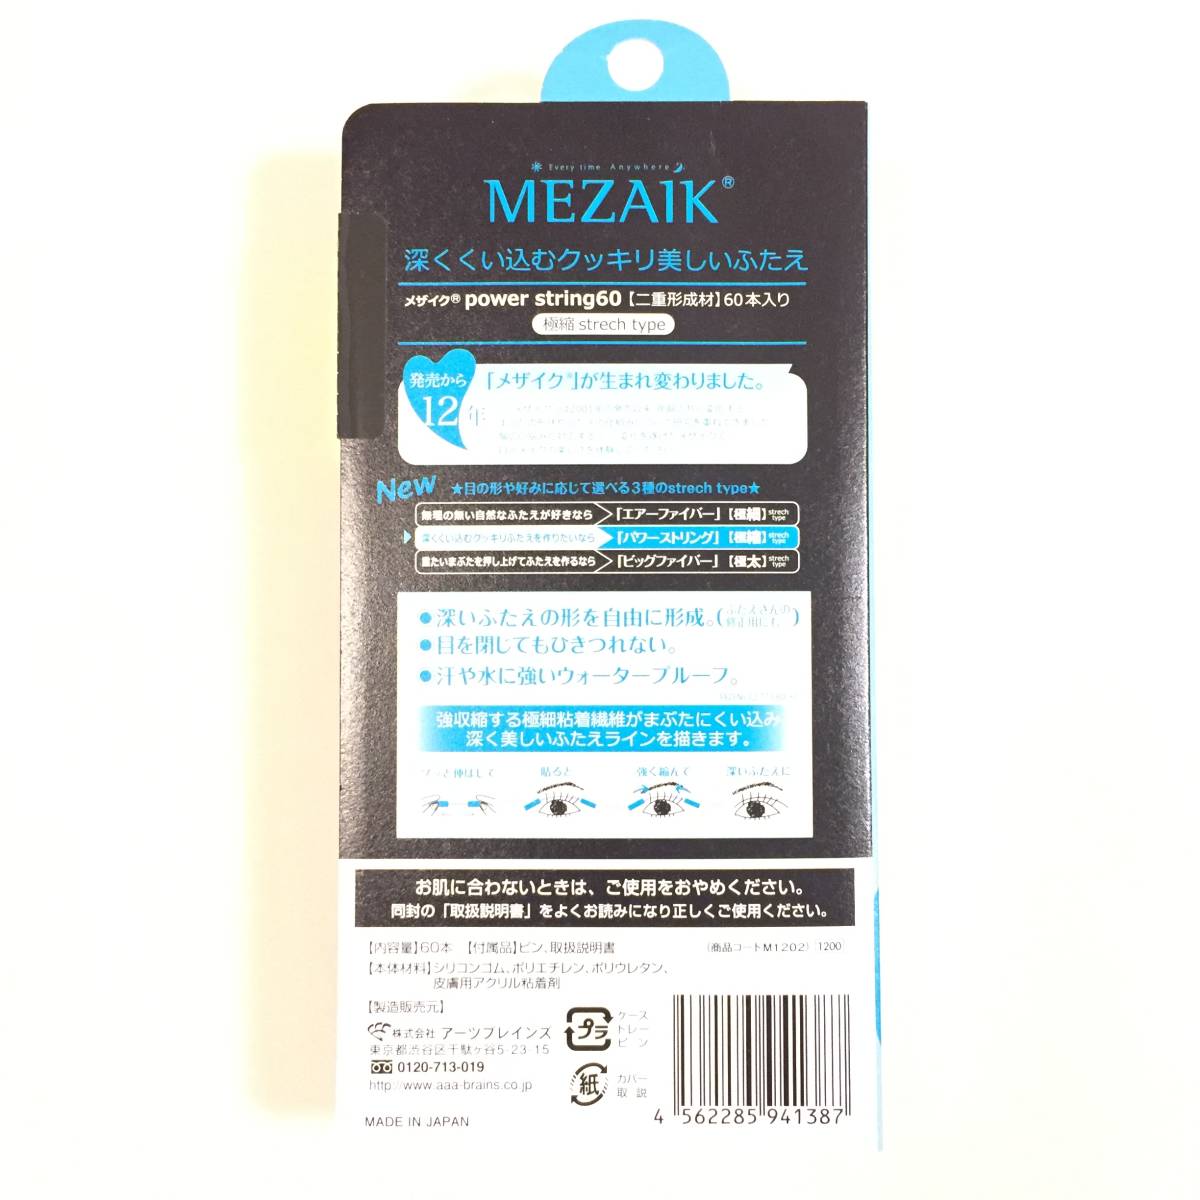 Every time Anywhere
MEZAIK®
深くくい込むクッキリ美しいふたえ
メザイク® power string60【二重形成材】60本入り
極縮 strech type
発売から
12年
「メザイク®」が生まれ変わりました。
New ★目の形や好みに応じて選べる3種のstrech type★
無理の無い自然なふたえが好きなら 「エアーファイバー」【極細】strech type
深くくい込むクッキリふたえを作りたいなら 「パワーストリング」【極縮】strech type
重たいまぶたを押し上げてふたえを作るなら 「ビッグファイバー」【極太】strech type
●深いふたえの形を自由に形成。(ふたえさんの修正用にも)
●目を閉じてもひきつれない。
●汗や水に強いウォータープルーフ。
強収縮する極細粘着繊維がまぶたにくい込み
深く美しいふたえラインを描きます。
グッと伸ばして 貼ると 強く縮んで 深いふたえに
お肌に合わないときは、ご使用をおやめください。
同封の「取扱説明書」をよくお読みになり正しくご使用ください。
【内容量】60本 【付属品】ピン、取扱説明書 (商品コードM1202) 1200
【本体材料】シリコンゴム、ポリエチレン、ポリウレタン、
皮膚用アクリル粘着剤
【製造販売元】
株式会社 アーツブレインズ
東京都渋谷区千駄ヶ谷5-23-15
0120-713-019
http://www.aaa-brains.co.jp
MADE IN JAPAN
プラ
ケース
トレー
ピン
紙
カバー
取説
4 562285 941387